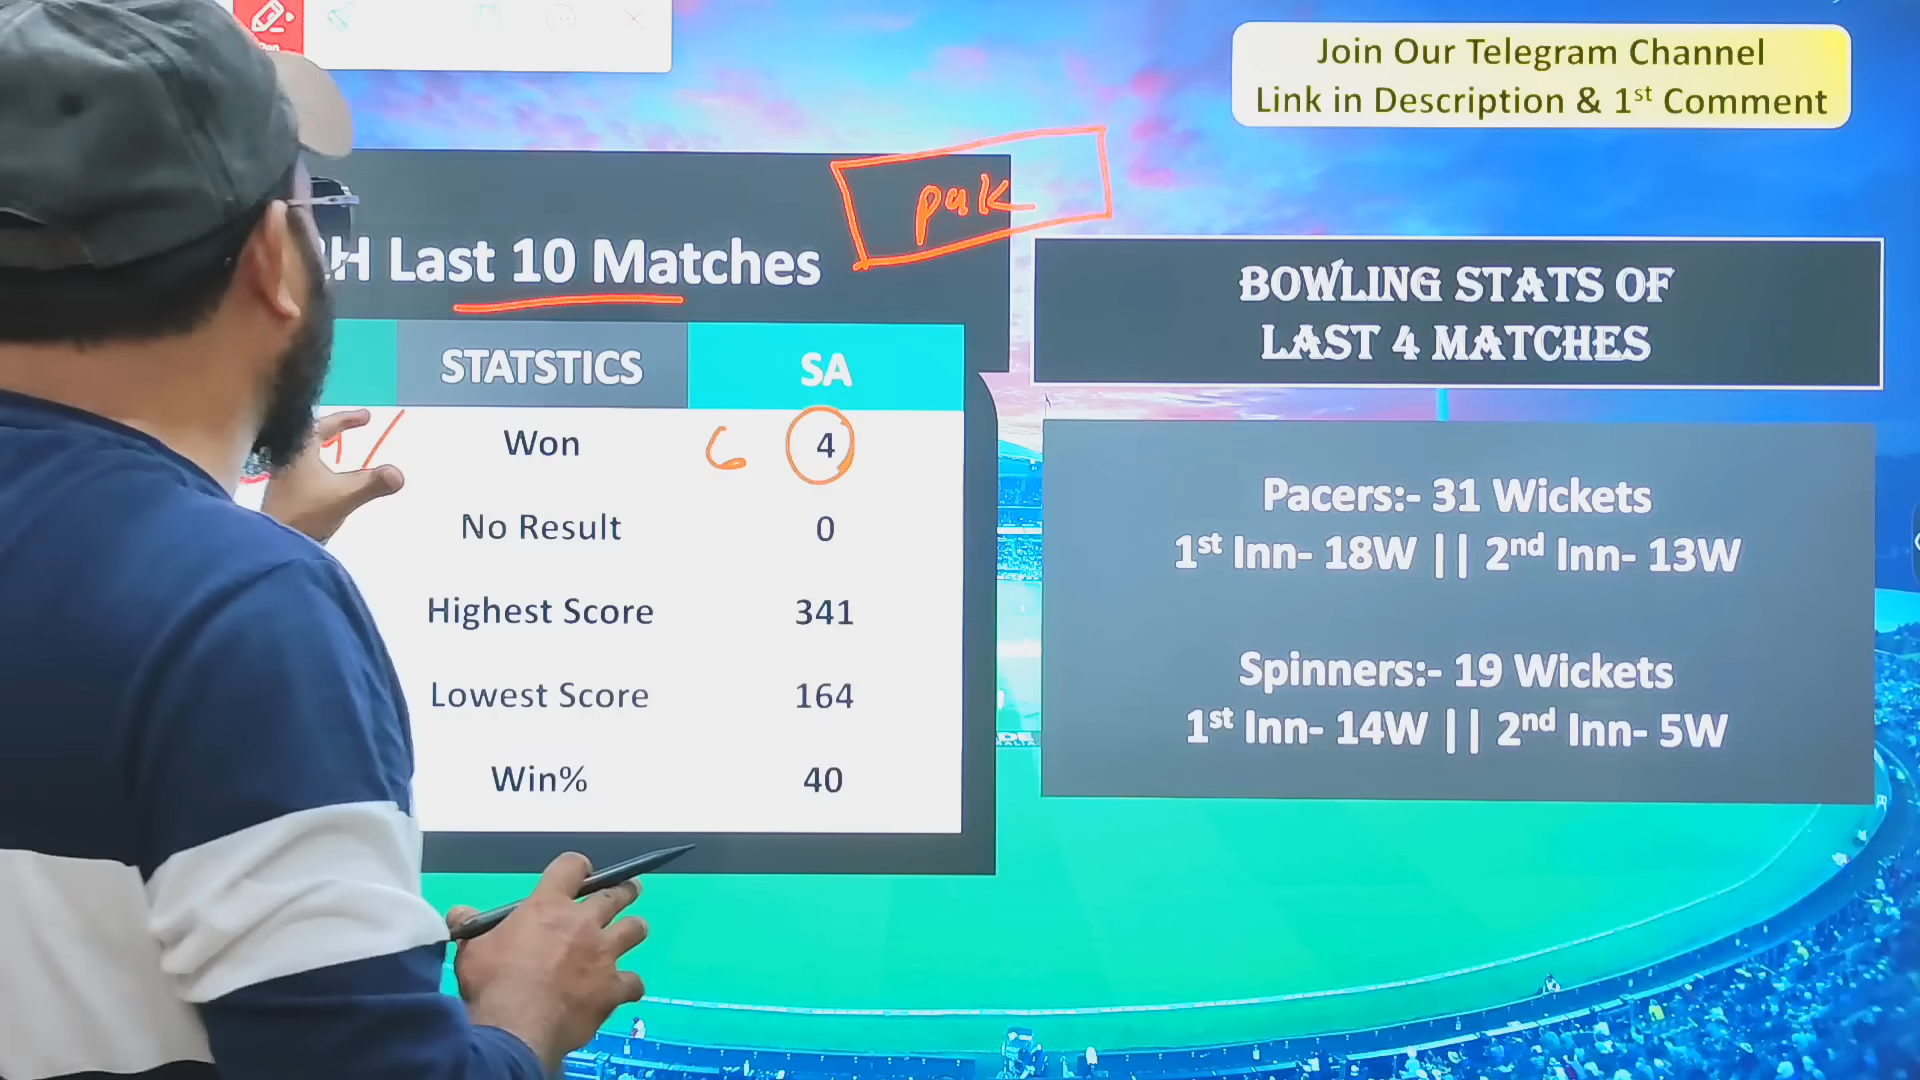 Join Our Telegram Channel
Link in Description & 1st Comment
pak
H Last 10 Matches
BOWLING STATS OF
LAST 4 MATCHES
STATSTICS SA
Won 6 4
No Result 0
Highest Score 341
Lowest Score 164
Win% 40
Pacers:- 31 Wickets
1st Inn- 18W || 2nd Inn- 13W
Spinners:- 19 Wickets
1st Inn- 14W || 2nd Inn- 5W